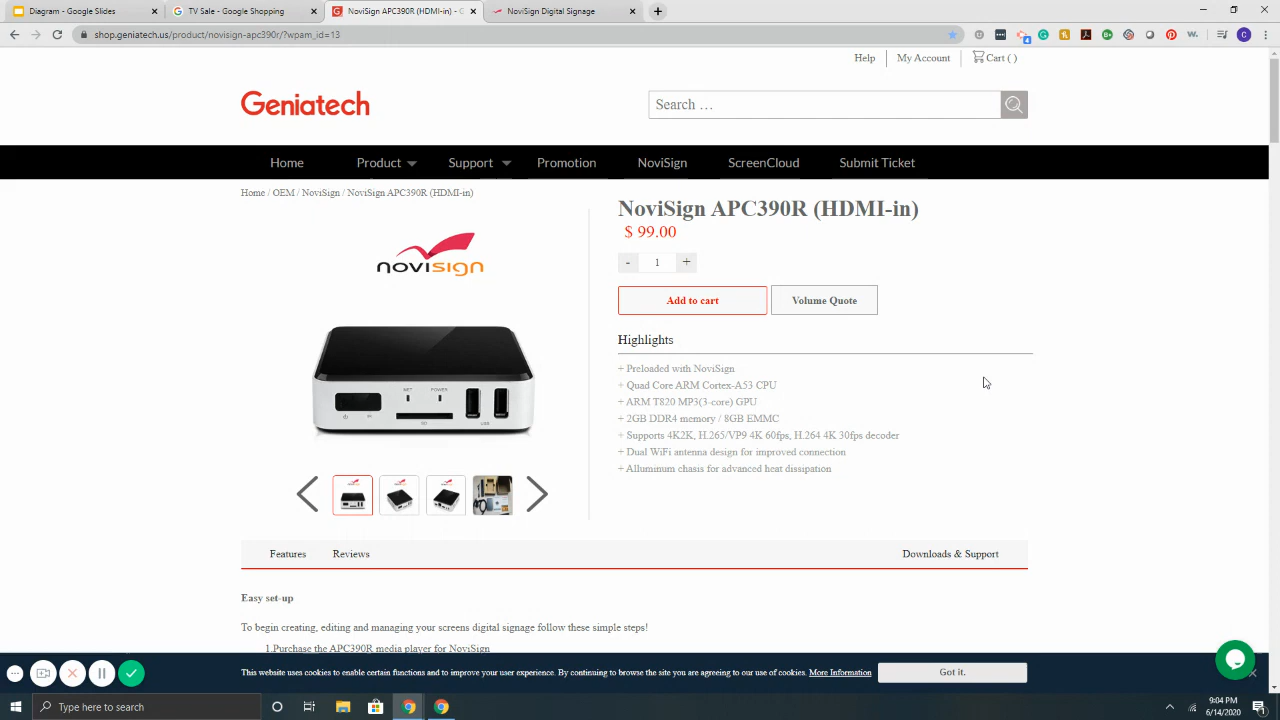 Diagram - Google Slides
TV Sale - Google Shopping
NoviSign APC390R (HDMI-in) – G
NoviSign Digital Signage
shop.geniatech.us/product/novisign-apc390r/?wpam_id=13
Help
My Account
Cart ( )
Geniatech
Search …
Home
Product
Support
Promotion
NoviSign
ScreenCloud
Submit Ticket
Home / OEM / NoviSign / NoviSign APC390R (HDMI-in)
NoviSign APC390R (HDMI-in)
$ 99.00
- 1 +
novisign
Add to cart
Volume Quote
Highlights
+ Preloaded with NoviSign
+ Quad Core ARM Cortex-A53 CPU
+ ARM T820 MP3(3-core) GPU
+ 2GB DDR4 memory / 8GB EMMC
+ Supports 4K2K, H.265/VP9 4K 60fps, H.264 4K 30fps decoder
+ Dual WiFi antenna design for improved connection
+ Alluminum chasis for advanced heat dissipation
NET
POWER
IR
SD
USB
Features
Reviews
Downloads & Support
Easy set-up
To begin creating, editing and managing your screens digital signage follow these simple steps!
1.Purchase the APC390R media player for NoviSign
This website uses cookies to enable certain functions and to improve your user experience. By continuing to browse the site you are agreeing to our use of cookies. More Information
Got it.
Type here to search
9:04 PM
6/14/2020